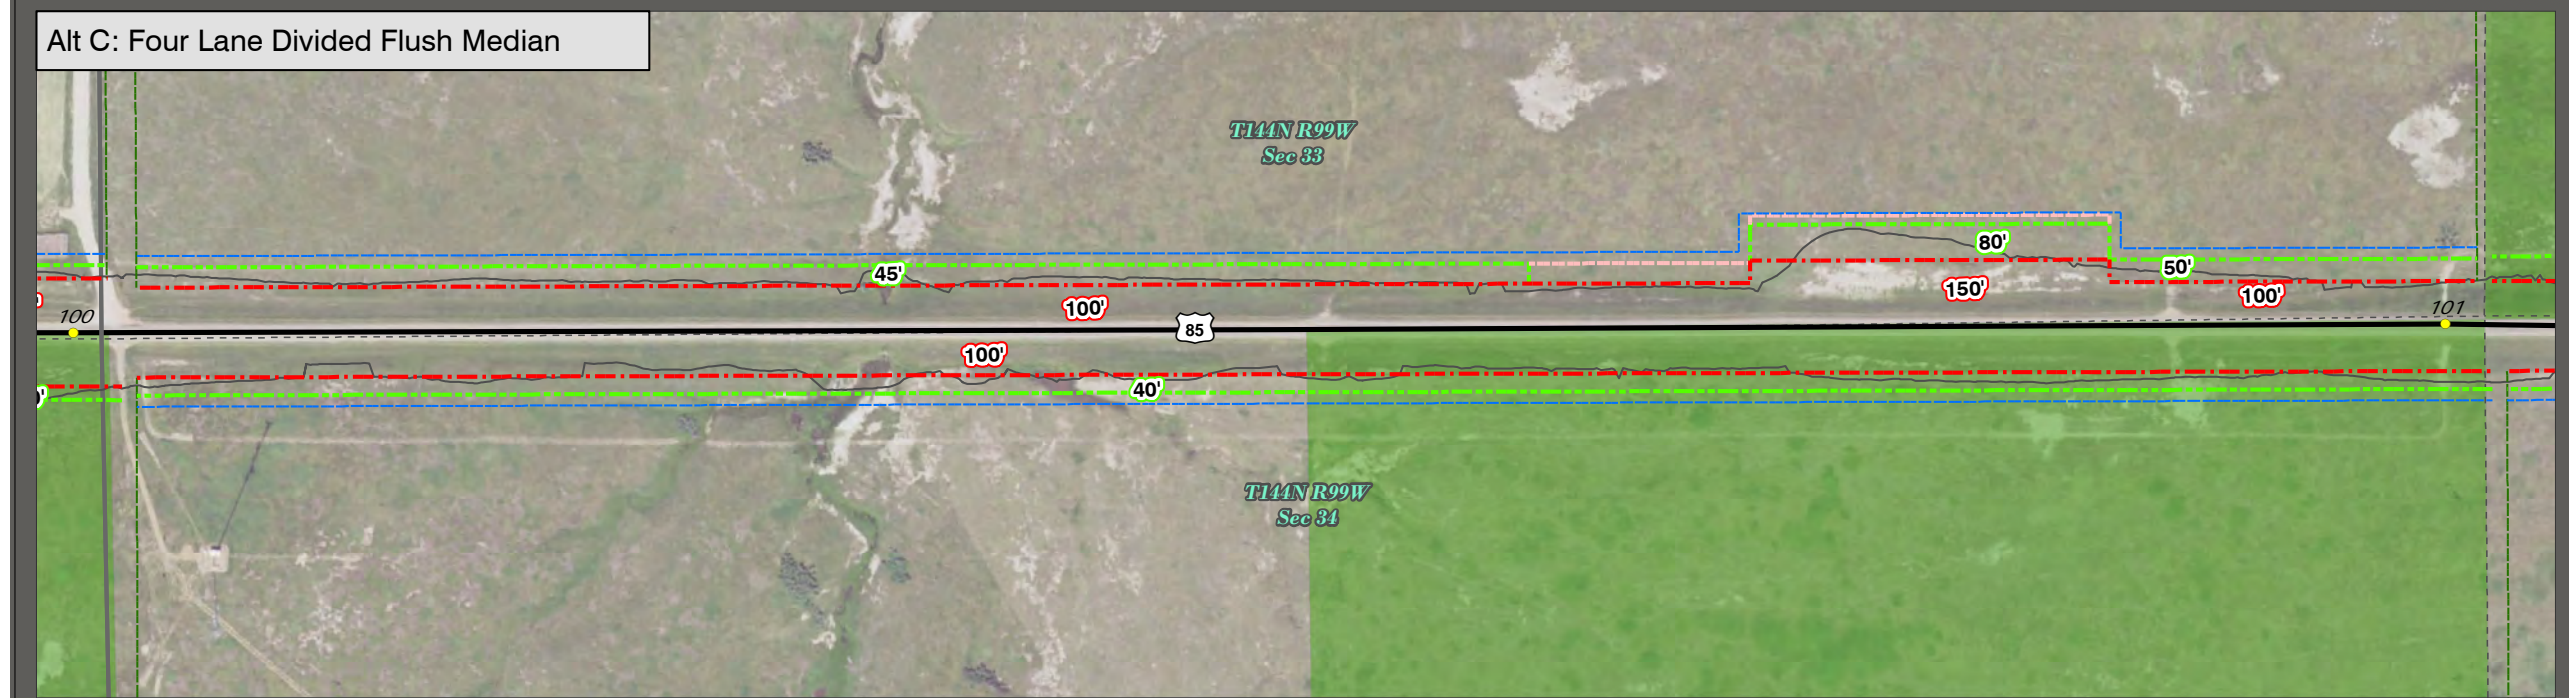 Alt C: Four Lane Divided Flush Median
T144N R99W
Sec 33
80'
45'
50'
150'
100'
100'
100
101
85
100'
40'
T144N R99W
Sec 34